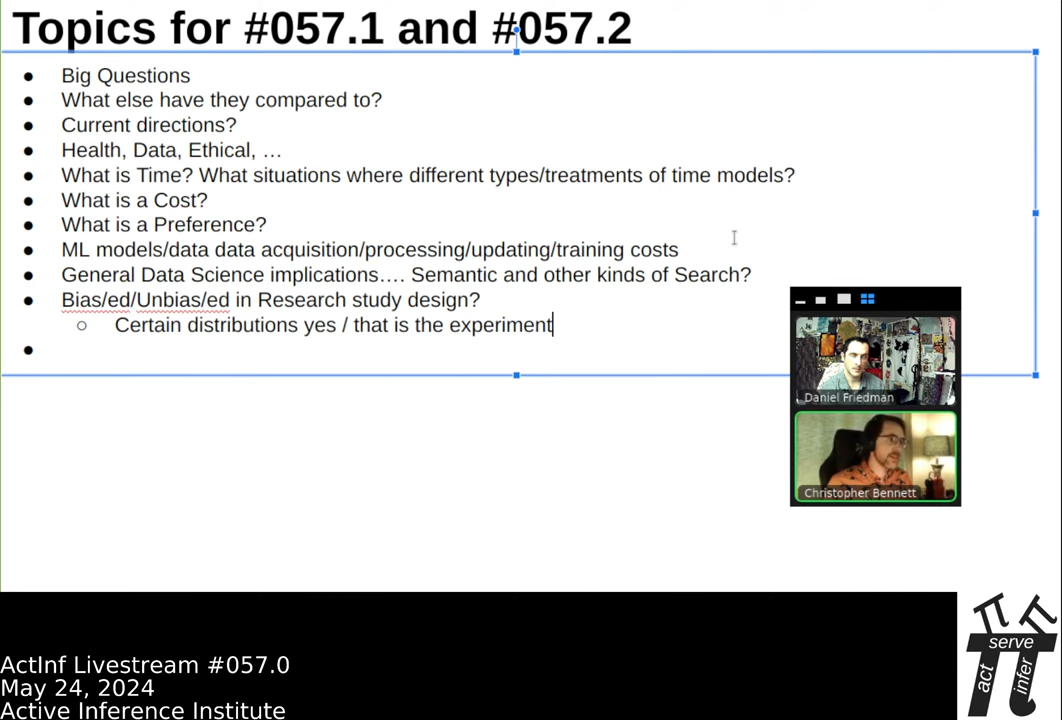 Topics for #057.1 and #057.2
● Big Questions
● What else have they compared to?
● Current directions?
● Health, Data, Ethical, …
● What is Time? What situations where different types/treatments of time models?
● What is a Cost?
● What is a Preference?
● ML models/data data acquisition/processing/updating/training costs
● General Data Science implications…. Semantic and other kinds of Search?
● Bias/ed/Unbias/ed in Research study design?
○ Certain distributions yes / that is the experiment
●
Daniel Friedman
Christopher Bennett
ActInf Livestream #057.0
May 24, 2024
Active Inference Institute
serve
act
infer